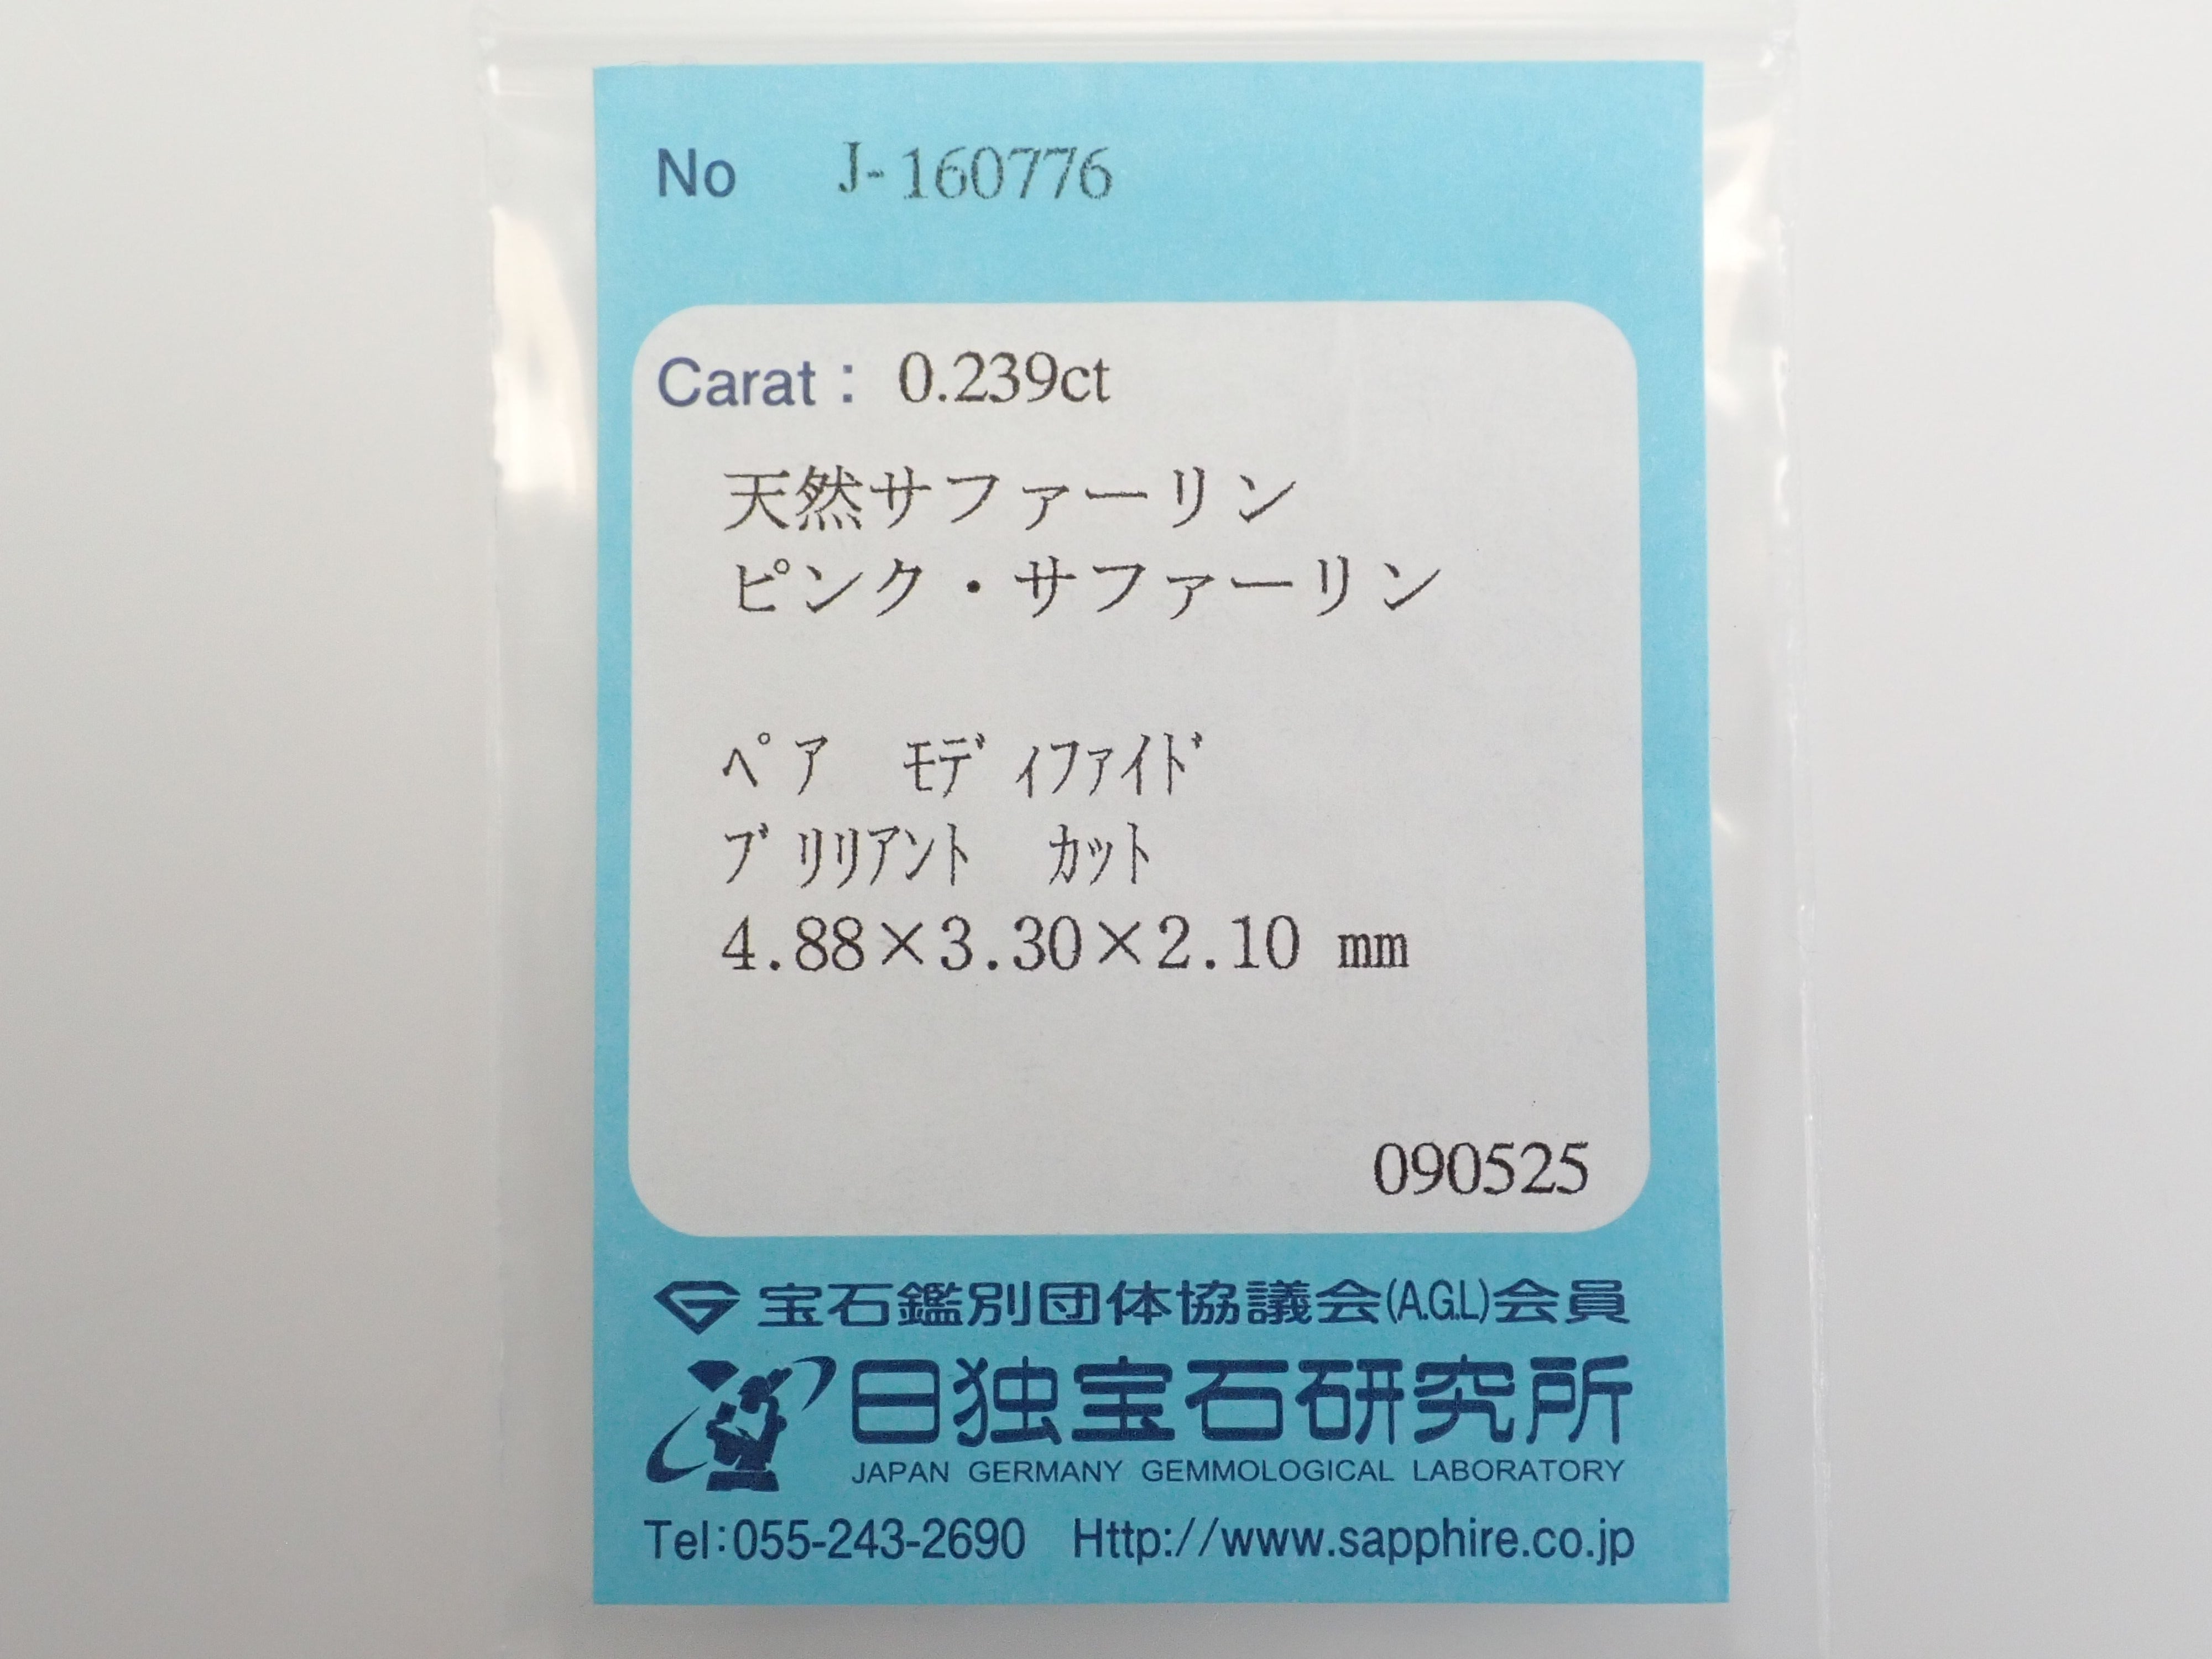 No J-160776
Carat : 0.239ct
天然サファーリン
ピンク・サファーリン
ﾍﾟｱ ﾓﾃﾞｨﾌｧｲﾄﾞ
ﾌﾞﾘﾘｱﾝﾄ ｶｯﾄ
4.88×3.30×2.10 mm
090525
宝石鑑別団体協議会(A.G.L)会員
日独宝石研究所
JAPAN GERMANY GEMMOLOGICAL LABORATORY
Tel:055-243-2690 Http://www.sapphire.co.jp